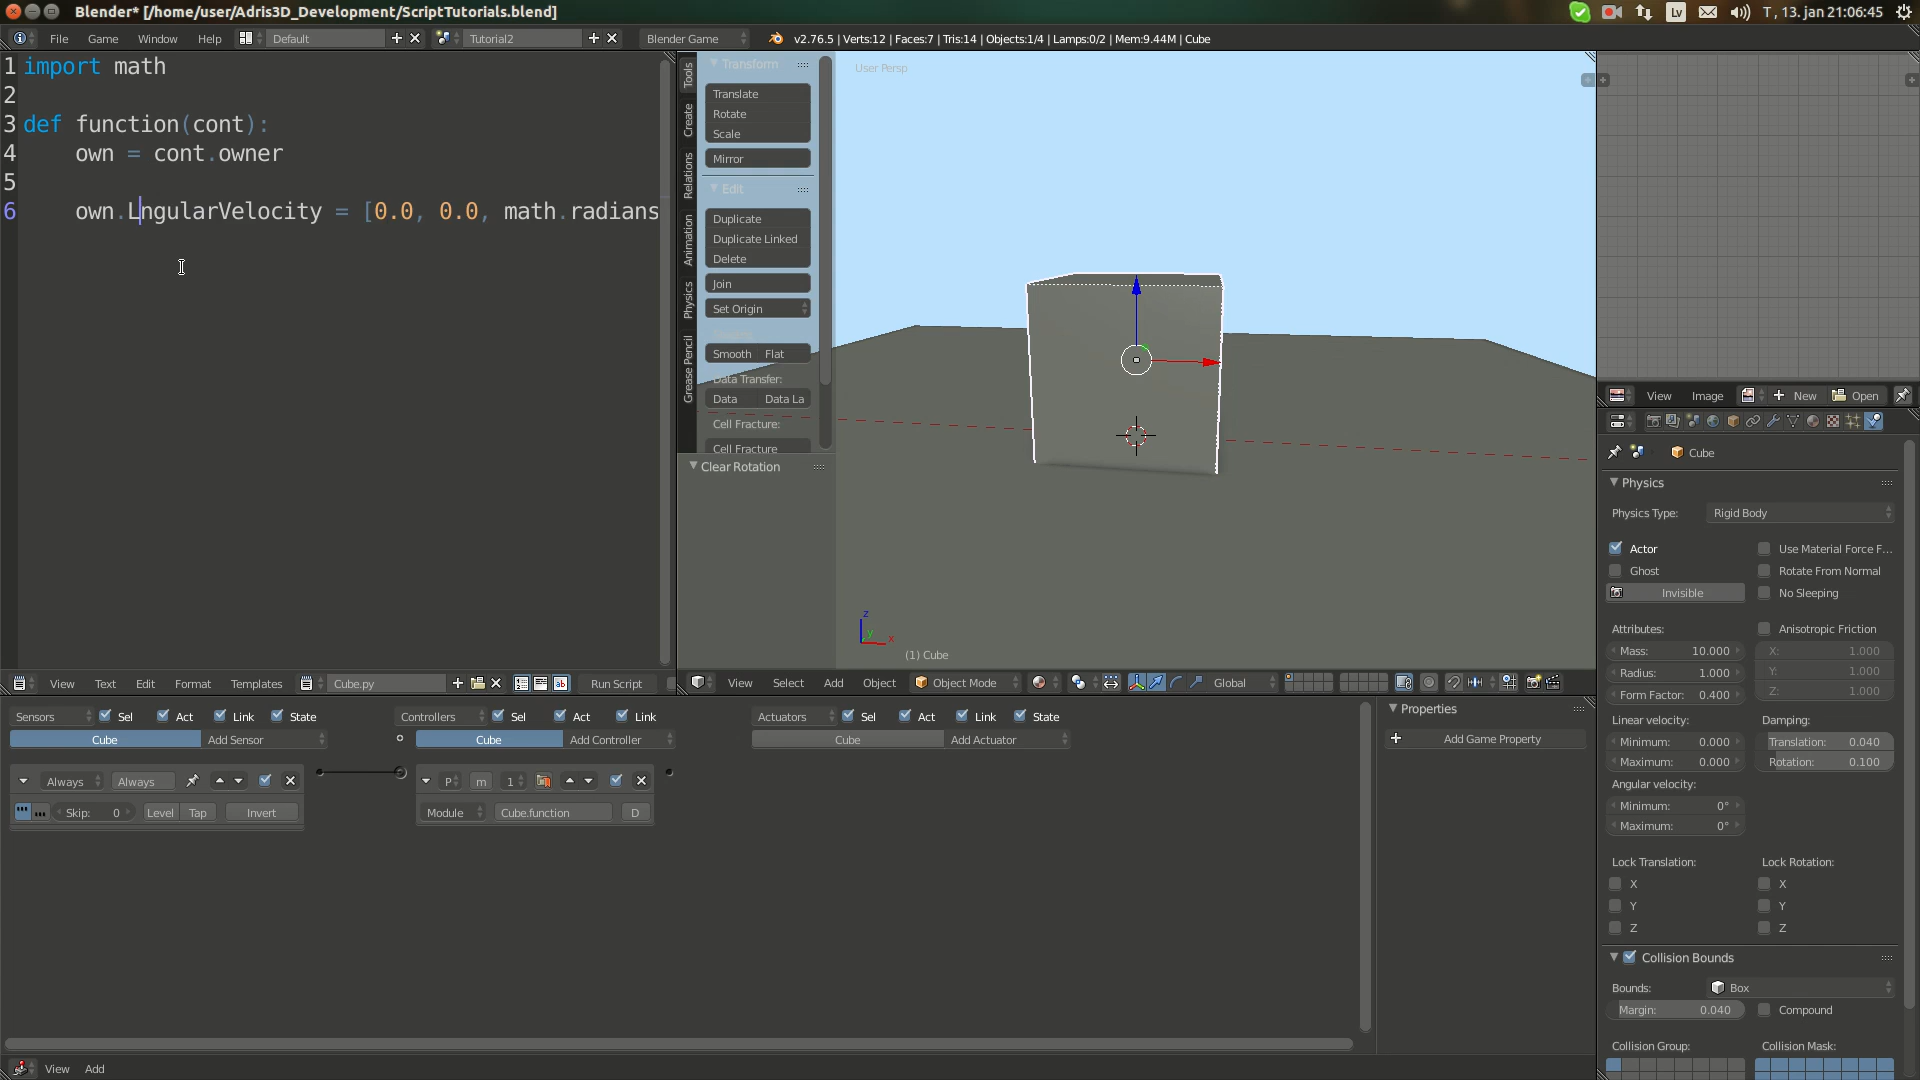 Blender* [/home/user/Adris3D_Development/ScriptTutorials.blend]
Lv
T , 13. jan 21:06:45
File Game Window Help Default Tutorial2 Blender Game v2.76.5 | Verts:12 | Faces:7 | Tris:14 | Objects:1/4 | Lamps:0/2 | Mem:9.44M | Cube
1 import math
2
3 def function(cont):
4 own = cont.owner
5
6 own.LngularVelocity = [0.0, 0.0, math.radians
View Text Edit Format Templates Cube.py Run Script
Tools
Create
Relations
Animation
Physics
Grease Pencil
Transform
Translate
Rotate
Scale
Mirror
Edit
Duplicate
Duplicate Linked
Delete
Join
Set Origin
Smooth Flat
Data Transfer:
Data Data La
Cell Fracture:
Cell Fracture
Clear Rotation
User Persp
z
y
x
(1) Cube
View Select Add Object Object Mode Global
View Image New Open
Cube
Physics
Physics Type: Rigid Body
Actor Use Material Force F...
Ghost Rotate From Normal
Invisible No Sleeping
Attributes: Anisotropic Friction
Mass: 10.000 X: 1.000
Radius: 1.000 Y: 1.000
Form Factor: 0.400 Z: 1.000
Linear velocity: Damping:
Minimum: 0.000 Translation: 0.040
Maximum: 0.000 Rotation: 0.100
Angular velocity:
Minimum: 0°
Maximum: 0°
Lock Translation: Lock Rotation:
X X
Y Y
Z Z
Collision Bounds
Bounds: Box
Margin: 0.040 Compound
Collision Group: Collision Mask:
Sensors Sel Act Link State
Cube Add Sensor
Always Always
Skip: 0 Level Tap Invert
Controllers Sel Act Link
Cube Add Controller
P m 1
Module Cube.function D
Actuators Sel Act Link State
Cube Add Actuator
Properties
Add Game Property
View Add